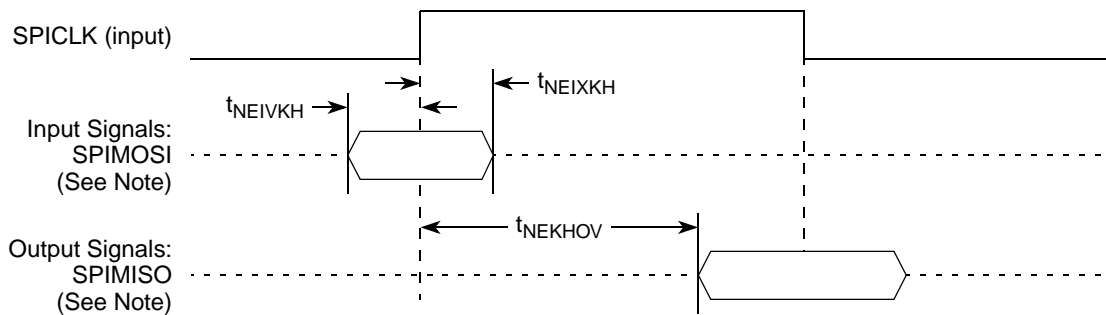 SPICLK (input)
tNEIXKH
tNEIVKH
Input Signals:
SPIMOSI
(See Note)
tNEKHOV
Output Signals:
SPIMISO
(See Note)